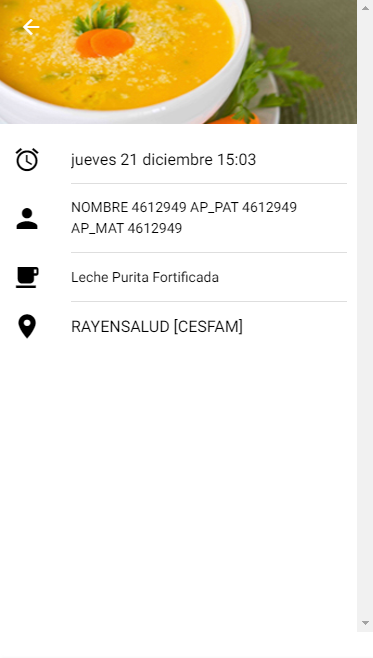 jueves 21 diciembre 15:03
NOMBRE 4612949 AP_PAT 4612949
AP_MAT 4612949
Leche Purita Fortificada
RAYENSALUD [CESFAM]